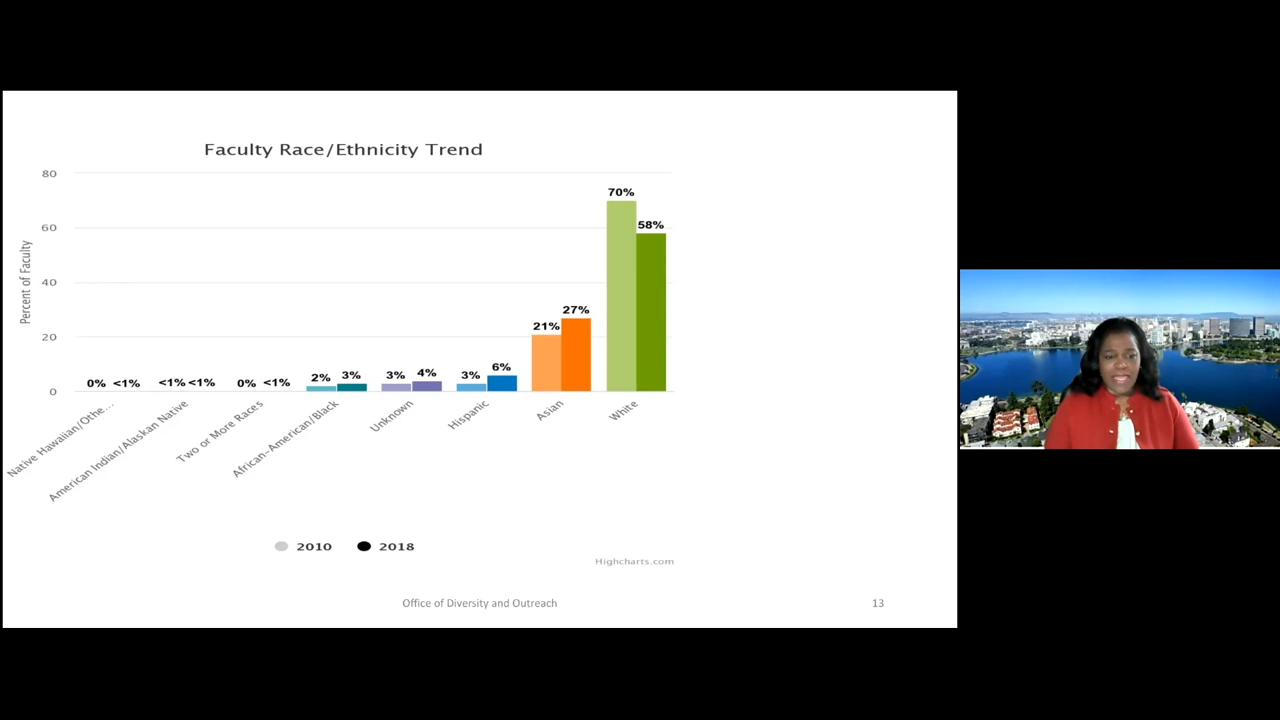 Faculty Race/Ethnicity Trend
80
60
40
20
0
Percent of Faculty
0% <1%
<1% <1%
0% <1%
2% 3%
3% 4%
3% 6%
21% 27%
70% 58%
Native Hawaiian/Othe...
American Indian/Alaskan Native
Two or More Races
African-American/Black
Unknown
Hispanic
Asian
White
2010 2018
Highcharts.com
Office of Diversity and Outreach
13